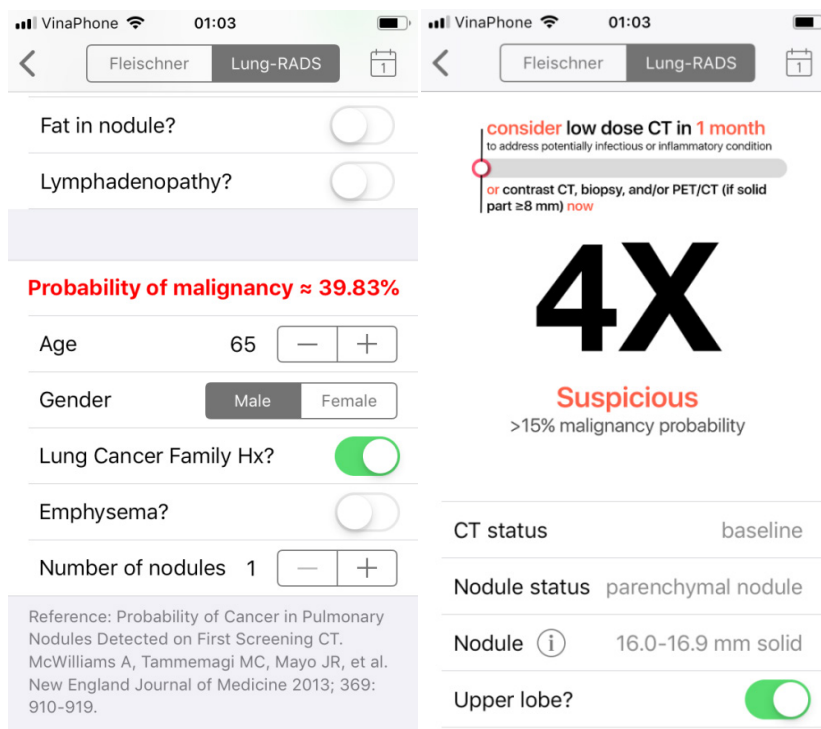 VinaPhone 01:03
Fleischner Lung-RADS 1
Fat in nodule?
Lymphadenopathy?
Probability of malignancy ≈ 39.83%
Age 65 — +
Gender Male Female
Lung Cancer Family Hx?
Emphysema?
Number of nodules 1 — +
Reference: Probability of Cancer in Pulmonary
Nodules Detected on First Screening CT.
McWilliams A, Tammemagi MC, Mayo JR, et al.
New England Journal of Medicine 2013; 369:
910-919.
VinaPhone 01:03
Fleischner Lung-RADS 1
consider low dose CT in 1 month
to address potentially infectious or inflammatory condition
or contrast CT, biopsy, and/or PET/CT (if solid
part ≥8 mm) now
4X
Suspicious
>15% malignancy probability
CT status baseline
Nodule status parenchymal nodule
Nodule i 16.0-16.9 mm solid
Upper lobe?